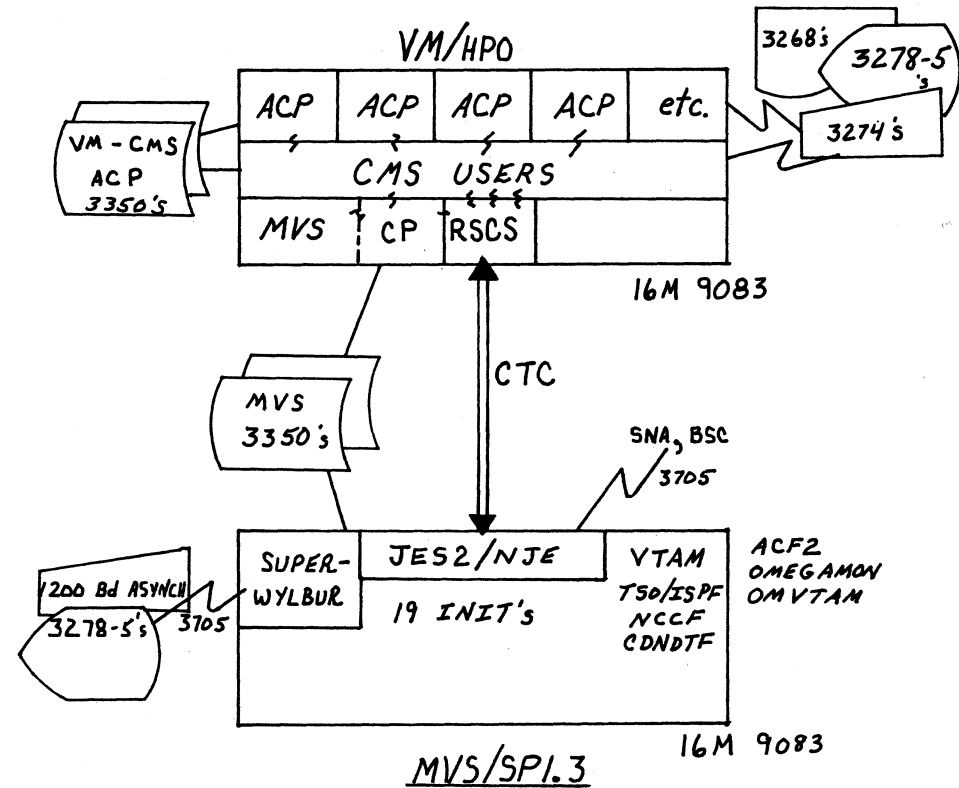 VM/HPO
3268's
3278-5
's
3274's
ACP ACP ACP ACP etc.
VM-CMS
ACP
3350's
CMS USERS
MVS CP RSCS
16M 9083
CTC
MVS
3350's
SNA, BSC
3705
SUPER-
WYLBUR
JES2/NJE
19 INIT's
VTAM
TSO/ISPF
NCCF
CDNDTF
ACF2
OMEGAMON
OMVTAM
1200 Bd ASYNCH
3278-5's
3705
16M 9083
MVS/SP1.3